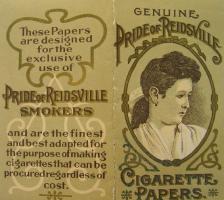 These Papers
are designed
for the
exclusive
use of
PRIDE OF REIDSVILLE
SMOKERS
and are the finest
and best adapted for
the purpose of making
cigarettes that can be
procured regardless of
cost.
GENUINE
PRIDE OF REIDSVILLE
CIGARETTE
PAPERS.